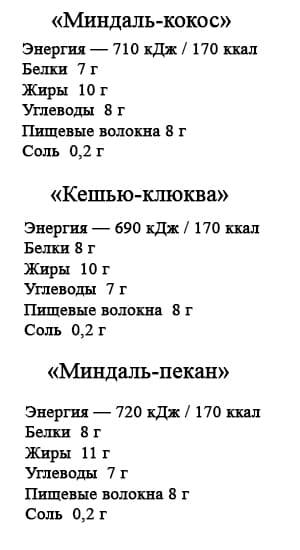 «Миндаль-кокос»
Энергия — 710 кДж / 170 ккал
Белки 7 г
Жиры 10 г
Углеводы 8 г
Пищевые волокна 8 г
Соль 0,2 г
«Кешью-клюква»
Энергия — 690 кДж / 170 ккал
Белки 8 г
Жиры 10 г
Углеводы 7 г
Пищевые волокна 8 г
Соль 0,2 г
«Миндаль-пекан»
Энергия — 720 кДж / 170 ккал
Белки 8 г
Жиры 11 г
Углеводы 7 г
Пищевые волокна 8 г
Соль 0,2 г